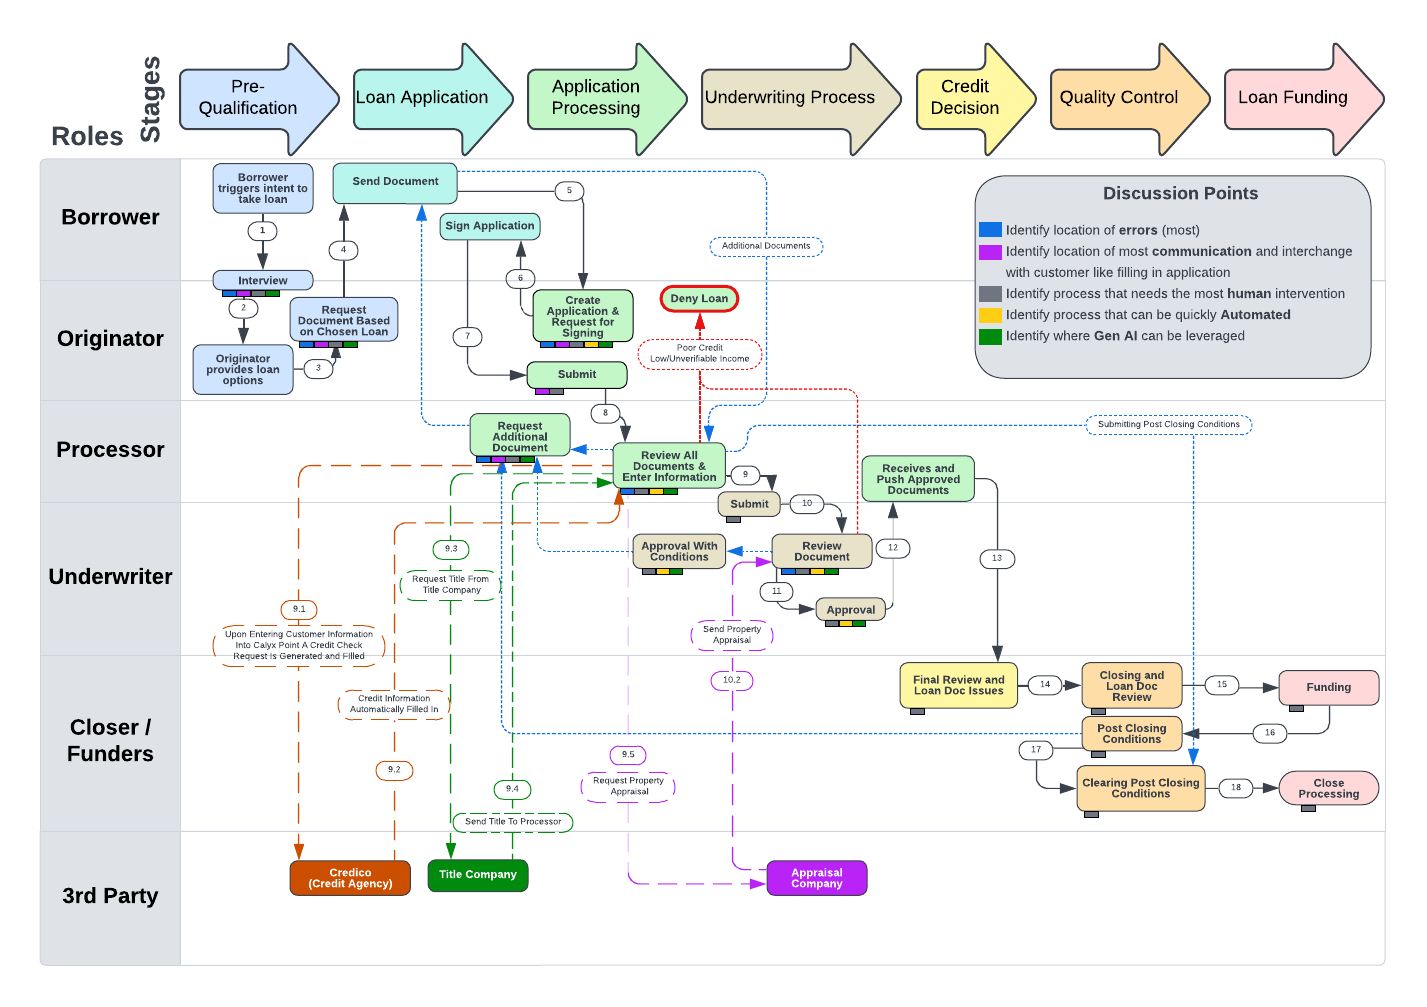 Stages
Roles
Pre-
Qualification
Loan Application
Application
Processing
Underwriting Process
Credit
Decision
Quality Control
Loan Funding
Borrower
Borrower
triggers intent to
take loan
1
Interview
Send Document
4
5
Sign Application
6
Additional Documents
Discussion Points
Identify location of errors (most)
Identify location of most communication and interchange
with customer like filling in application
Identify process that needs the most human intervention
Identify process that can be quickly Automated
Identify where Gen AI can be leveraged
Originator
2
Request
Document Based
on Chosen Loan
Originator
provides loan
options
3
Create
Application &
Request for
Signing
7
Submit
Deny Loan
Poor Credit
Low/Unverifiable Income
8
Processor
Request
Additional
Document
Review All
Documents &
Enter Information
9
Submit
10
Receives and
Push Approved
Documents
Submitting Post Closing Conditions
Underwriter
9.3
Request Title From
Title Company
Approval With
Conditions
Review
Document
12
13
11
Approval
9.1
Upon Entering Customer Information
Into Calyx Point A Credit Check
Request Is Generated and Filled
Send Property
Appraisal
Closer /
Funders
10.2
Credit Information
Automatically Filled In
9.2
9.5
Request Property
Appraisal
9.4
Send Title To Processor
Final Review and
Loan Doc Issues
14
Closing and
Loan Doc
Review
15
Funding
Post Closing
Conditions
16
17
Clearing Post Closing
Conditions
18
Close
Processing
3rd Party
Credico
(Credit Agency)
Title Company
Appraisal
Company